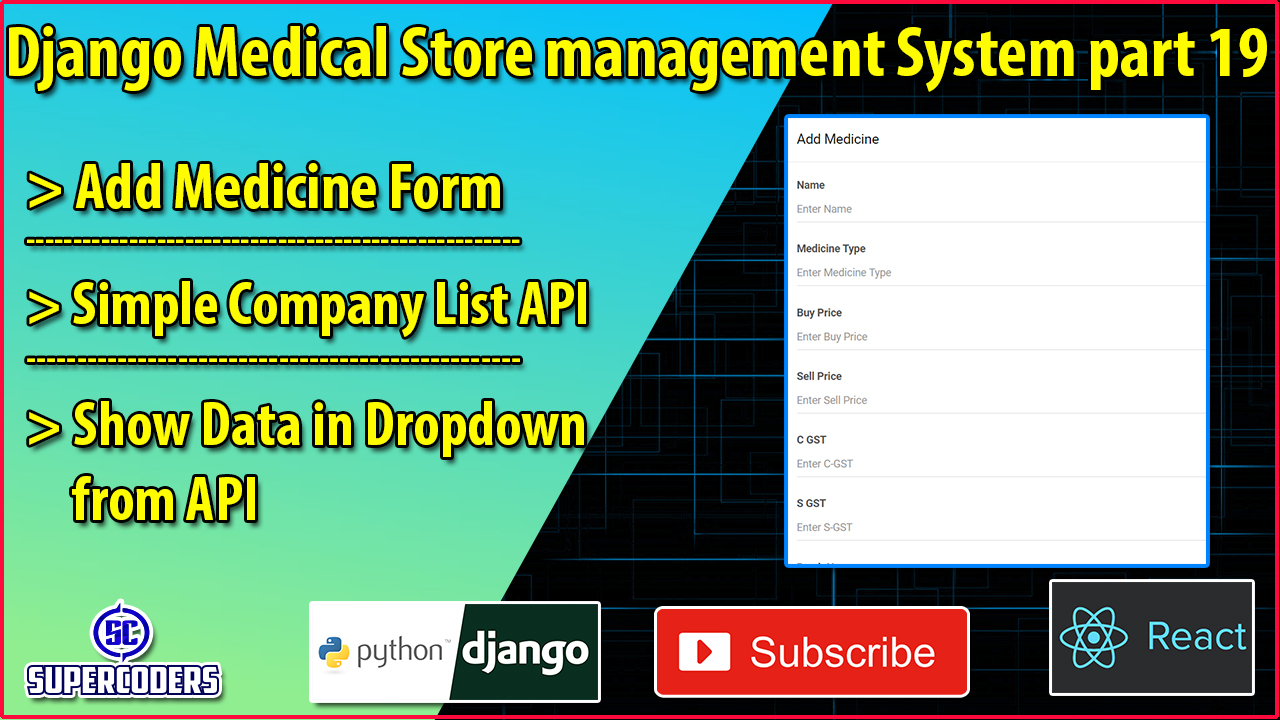 Django Medical Store management System part 19
> Add Medicine Form
> Simple Company List API
> Show Data in Dropdown
from API
Add Medicine
Name
Enter Name
Medicine Type
Enter Medicine Type
Buy Price
Enter Buy Price
Sell Price
Enter Sell Price
C GST
Enter C-GST
S GST
Enter S-GST
SC
SUPERCODERS
python™ django
Subscribe
React